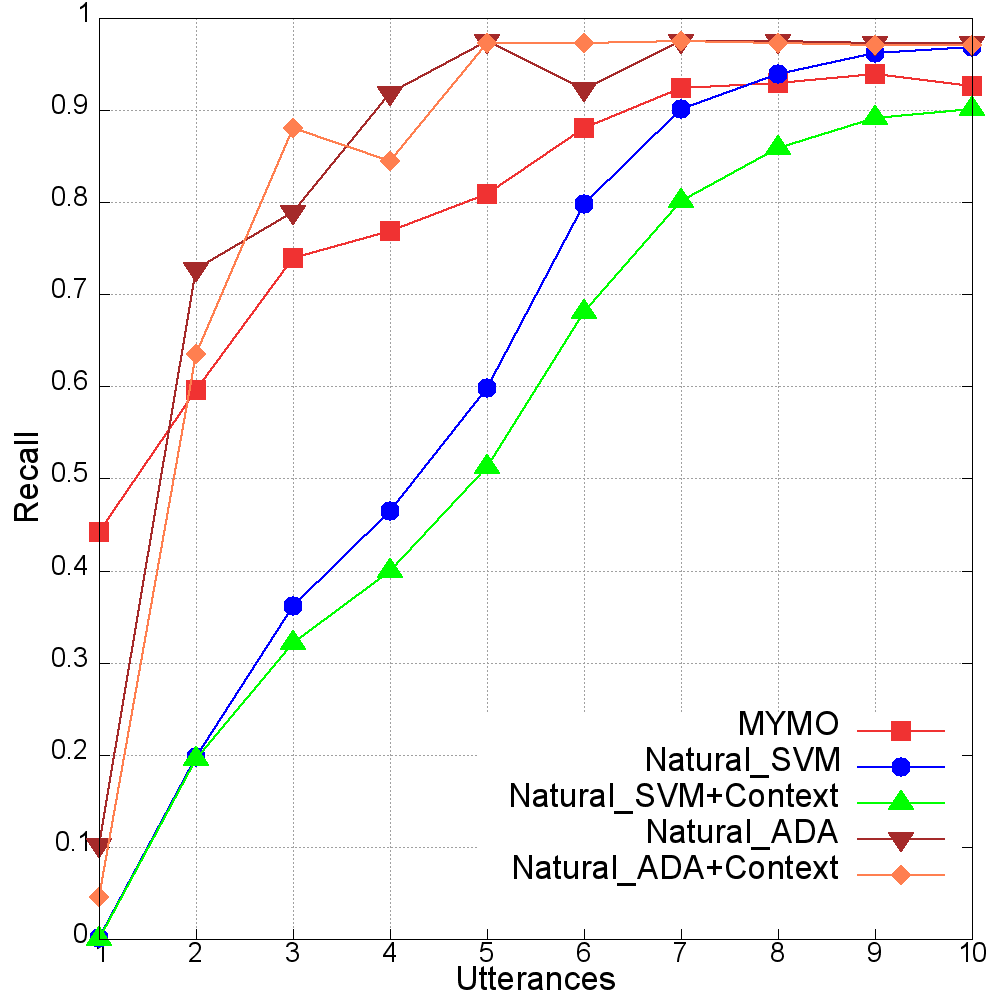 1
0.9
0.8
0.7
0.6
0.5
0.4
0.3
0.2
0.1
0
Recall
1 2 3 4 5 6 7 8 9 10
Utterances
MYMO
Natural_SVM
Natural_SVM+Context
Natural_ADA
Natural_ADA+Context